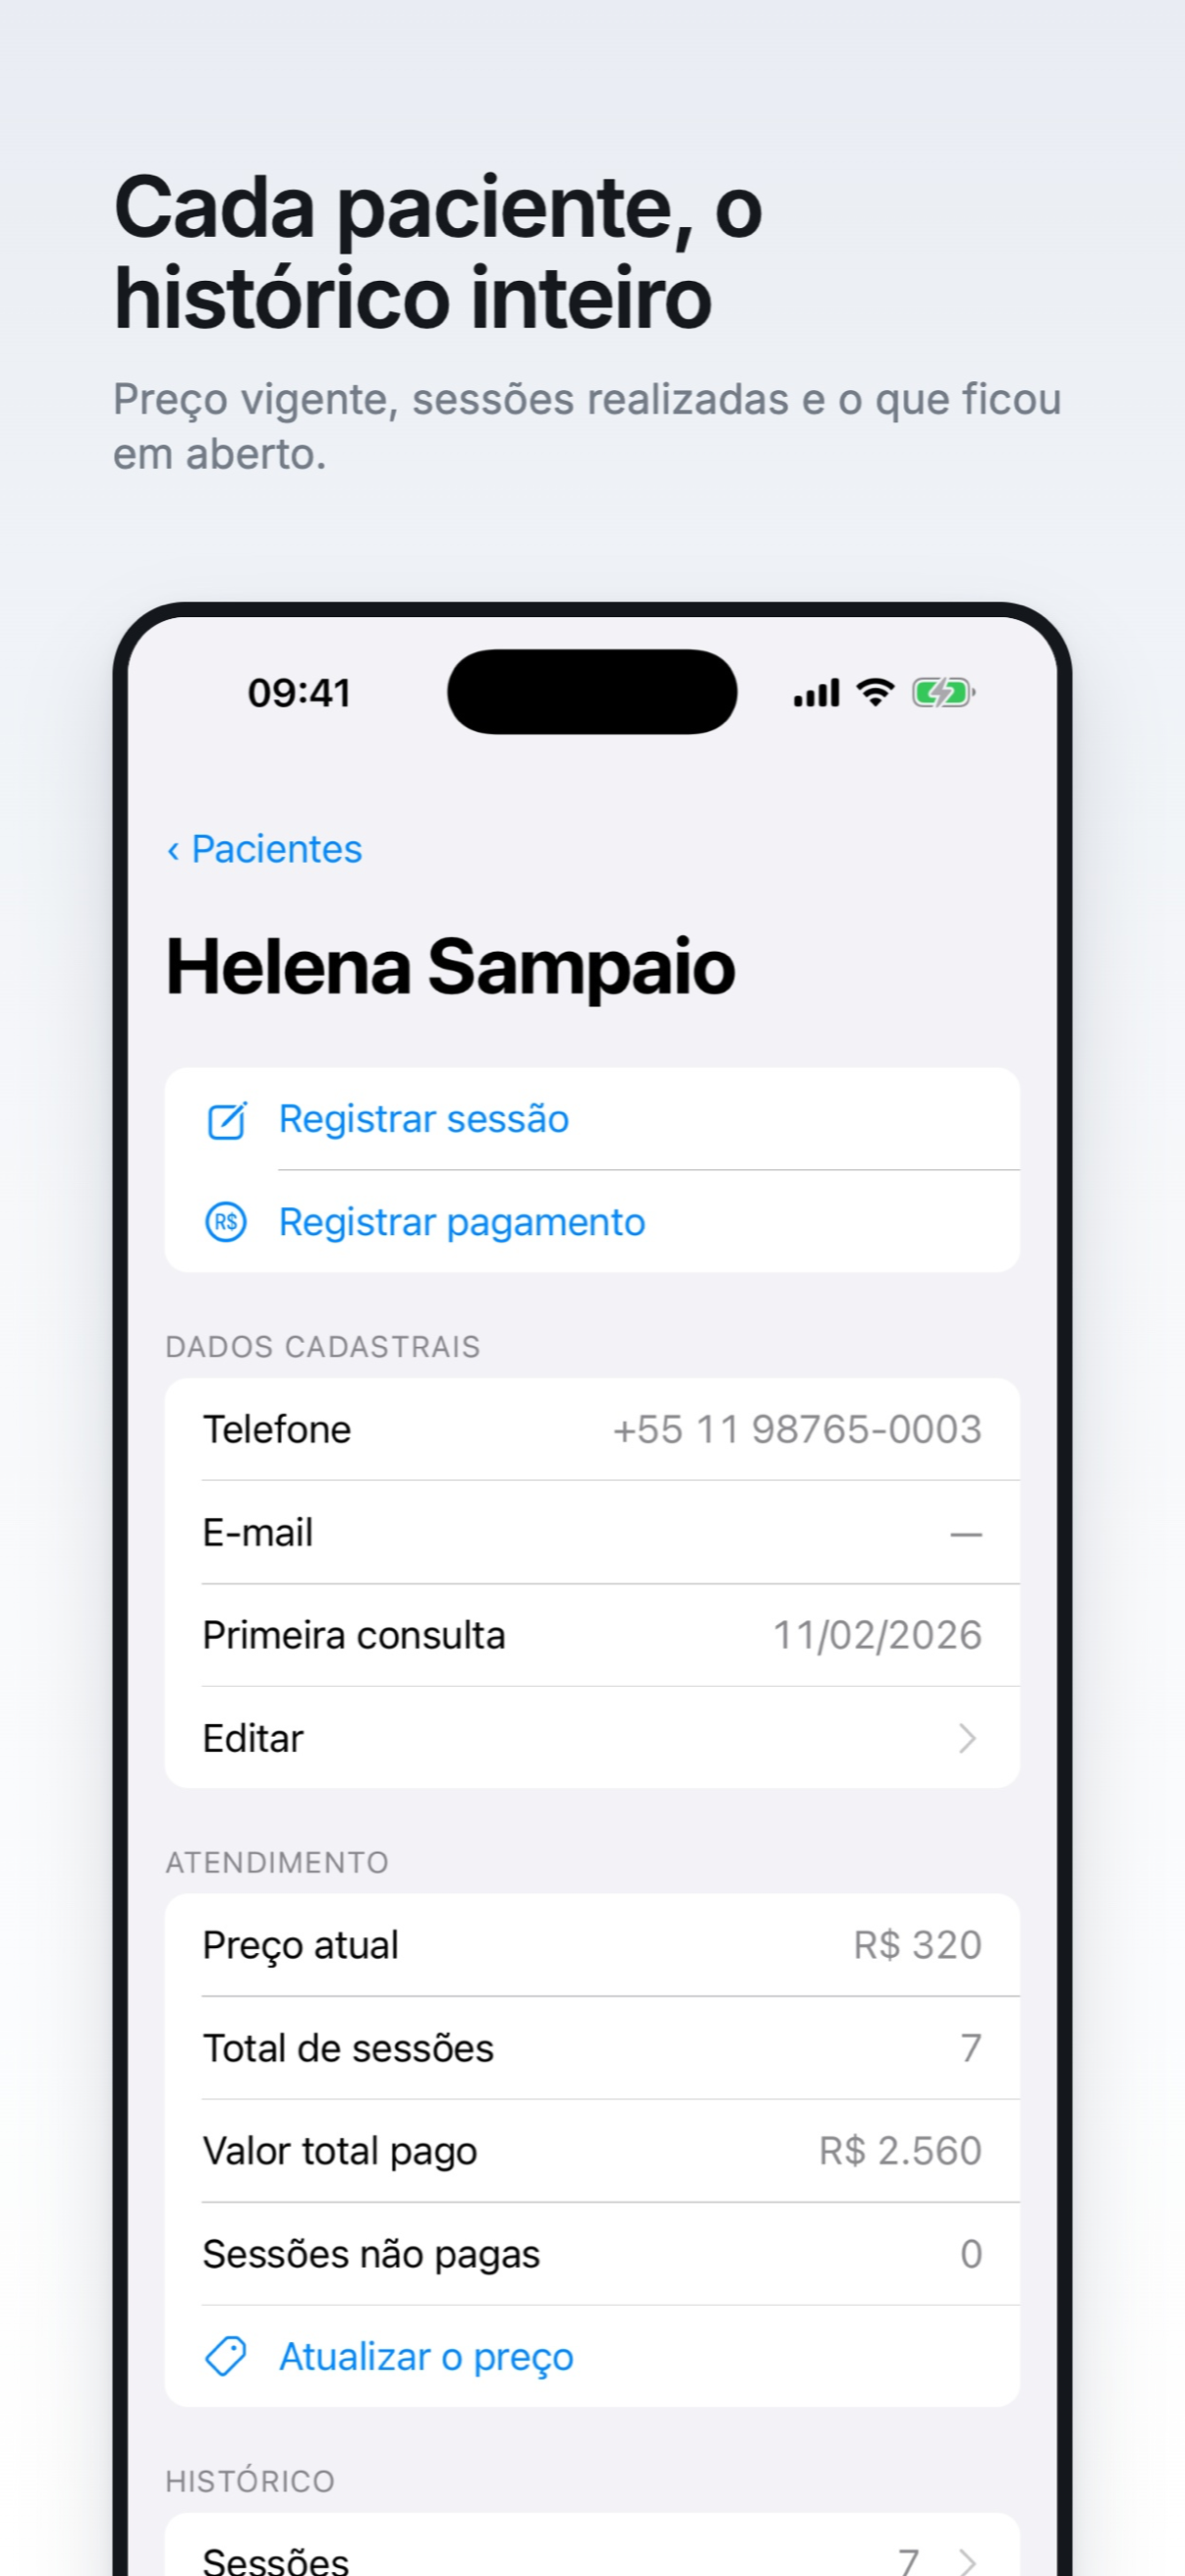 Cada paciente, o
histórico inteiro
Preço vigente, sessões realizadas e o que ficou
em aberto.
09:41
‹ Pacientes
Helena Sampaio
Registrar sessão
R$ Registrar pagamento
DADOS CADASTRAIS
Telefone +55 11 98765-0003
E-mail —
Primeira consulta 11/02/2026
Editar
ATENDIMENTO
Preço atual R$ 320
Total de sessões 7
Valor total pago R$ 2.560
Sessões não pagas 0
Atualizar o preço
HISTÓRICO
Sessões 7